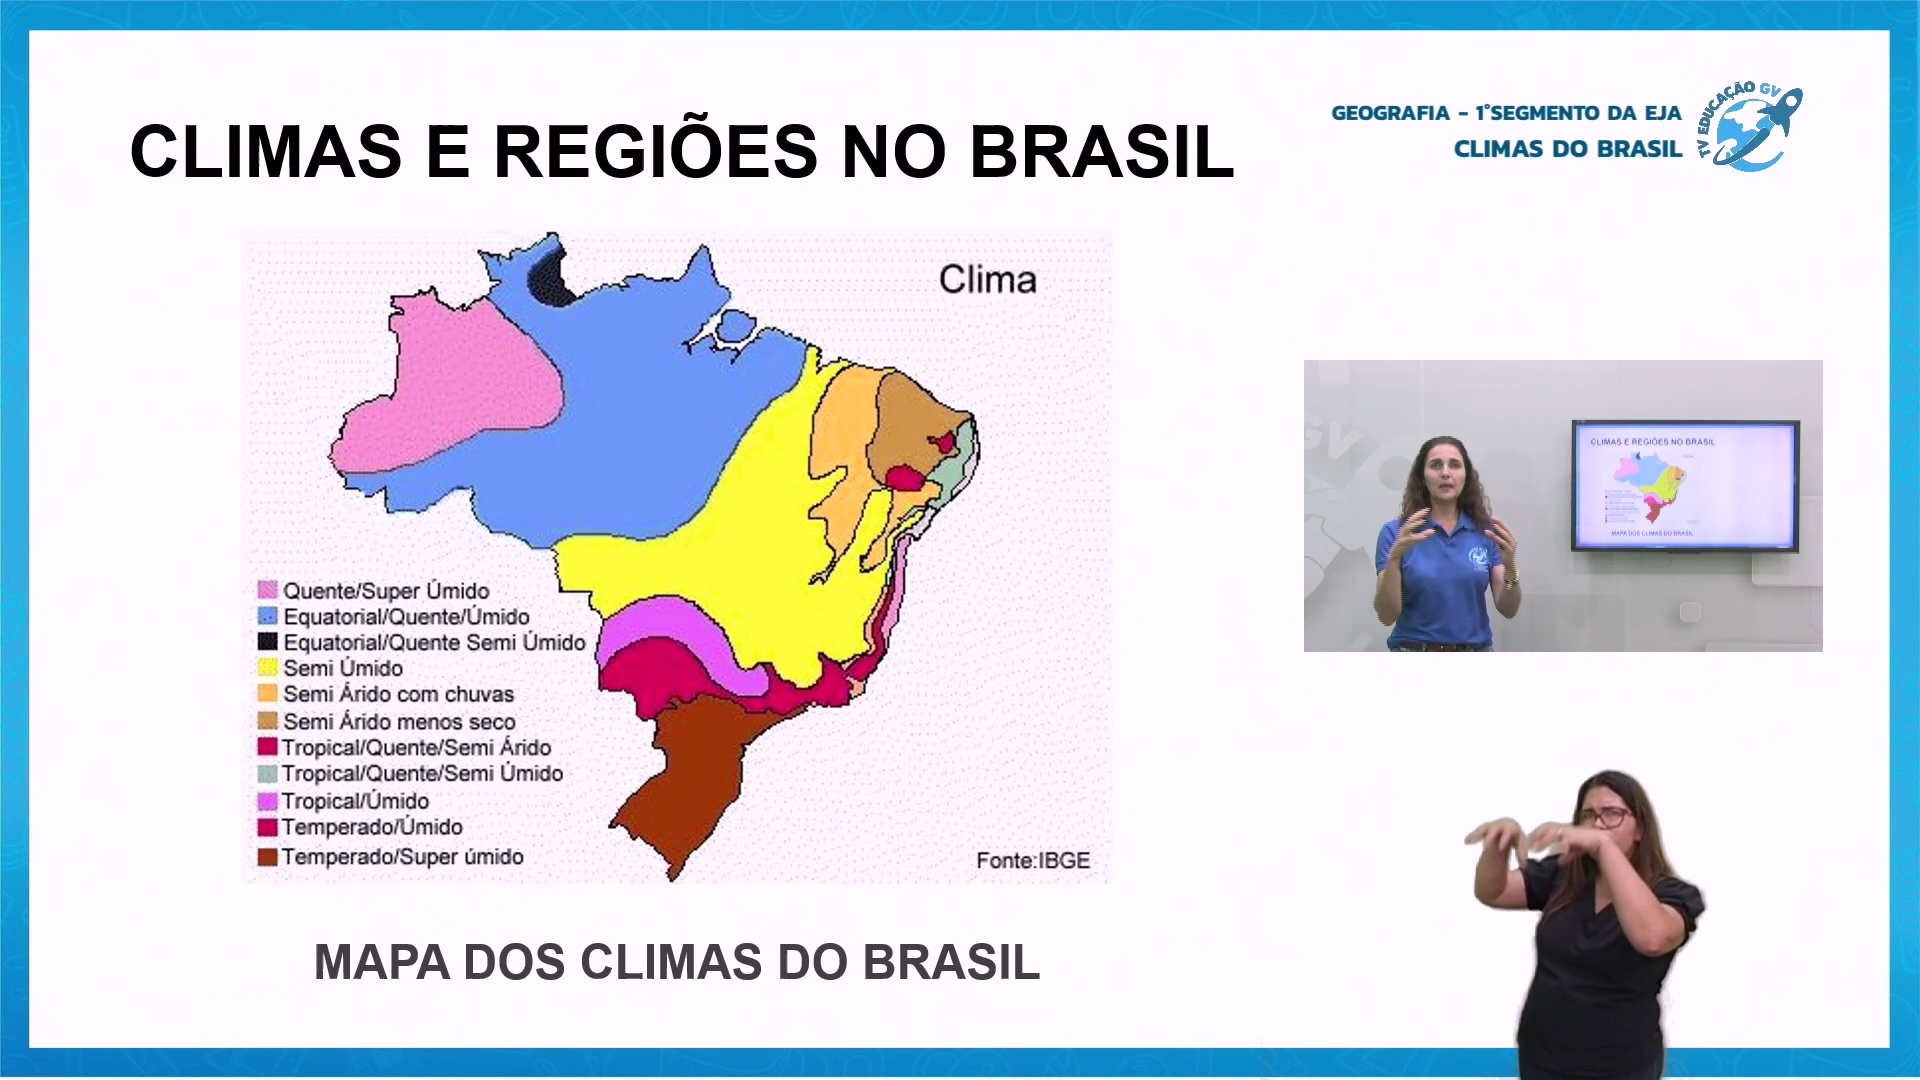 CLIMAS E REGIÕES NO BRASIL
GEOGRAFIA - 1°SEGMENTO DA EJA
CLIMAS DO BRASIL
TV EDUCAÇÃO GV
Clima
Quente/Super Úmido
Equatorial/Quente/Úmido
Equatorial/Quente Semi Úmido
Semi Úmido
Semi Árido com chuvas
Semi Árido menos seco
Tropical/Quente/Semi Árido
Tropical/Quente/Semi Úmido
Tropical/Úmido
Temperado/Úmido
Temperado/Super úmido
Fonte:IBGE
MAPA DOS CLIMAS DO BRASIL
GV
CLIMAS E REGIÕES NO BRASIL
MAPA DOS CLIMAS DO BRASIL